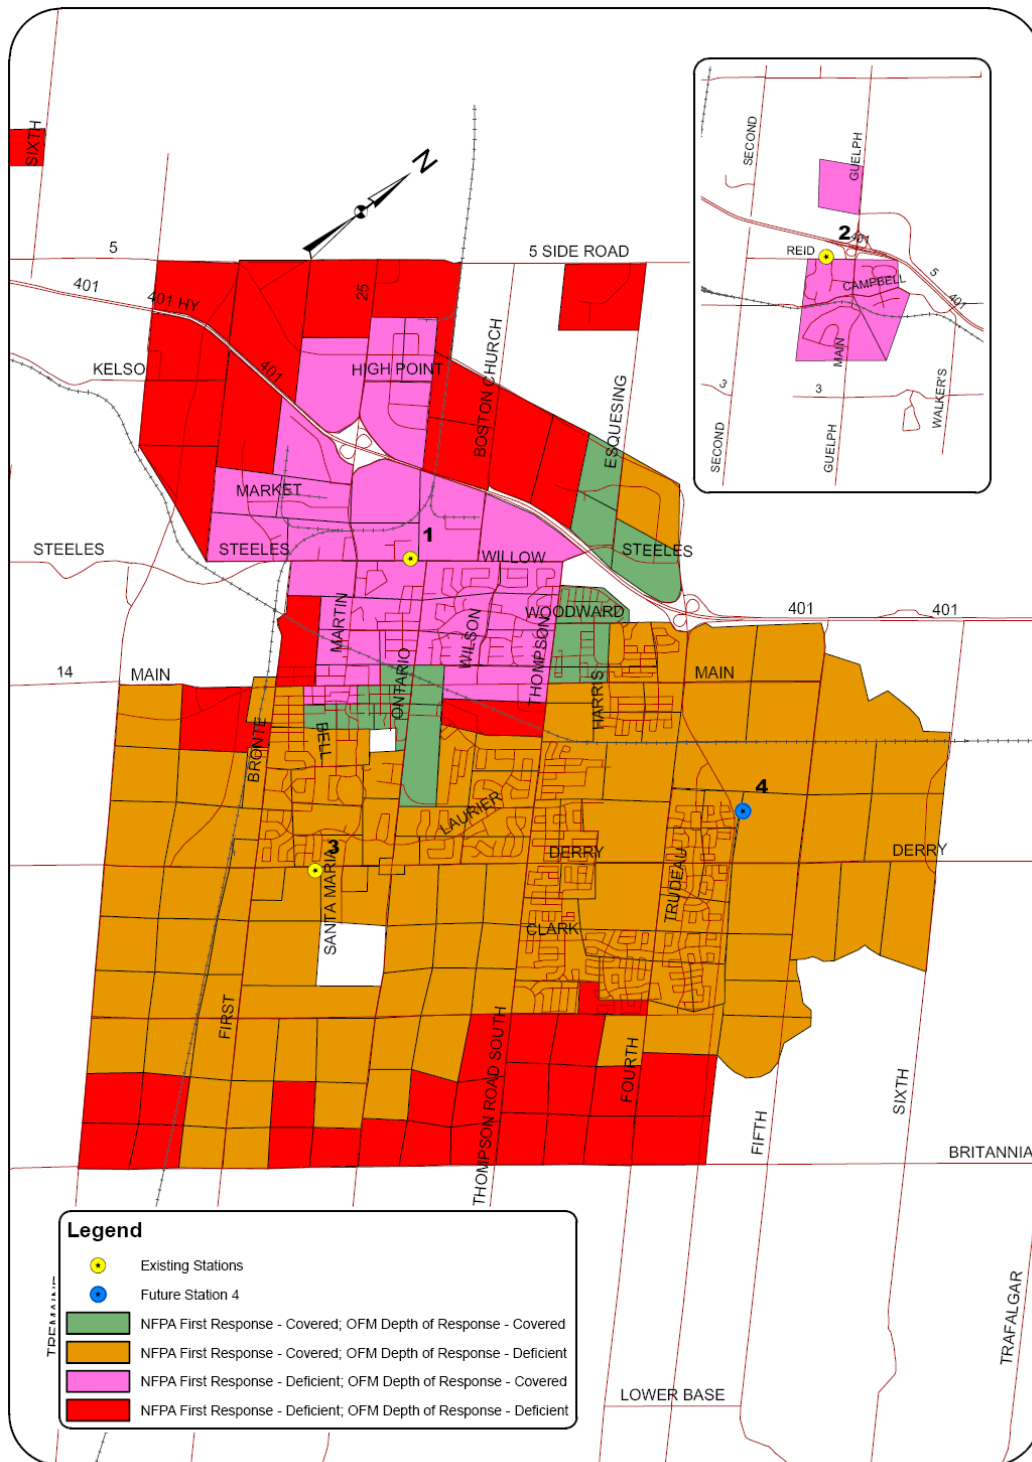 SIXTH
N
5
5 SIDE ROAD
401
401 HY
25
401
KELSO
HIGH POINT
BOSTON CHURCH
ESQUESING
MARKET
1
STEELES
STEELES
WILLOW
STEELES
MARTIN
WILSON
THOMPSON
WOODWARD
401
401
14
MAIN
ONTARIO
HARRIS
MAIN
BRONTE
BELL
LAURIER
4
3
SANTA MARIA
DERRY
TRUDEAU
DERRY
CLARK
FIRST
THOMPSON ROAD SOUTH
FOURTH
FIFTH
SIXTH
BRITANNIA
LOWER BASE
TRAFALGAR
SECOND
GUELPH
2
401
REID
CAMPBELL
5
401
MAIN
3
3
SECOND
GUELPH
WALKER'S
Legend
Existing Stations
Future Station 4
NFPA First Response - Covered; OFM Depth of Response - Covered
NFPA First Response - Covered; OFM Depth of Response - Deficient
NFPA First Response - Deficient; OFM Depth of Response - Covered
NFPA First Response - Deficient; OFM Depth of Response - Deficient